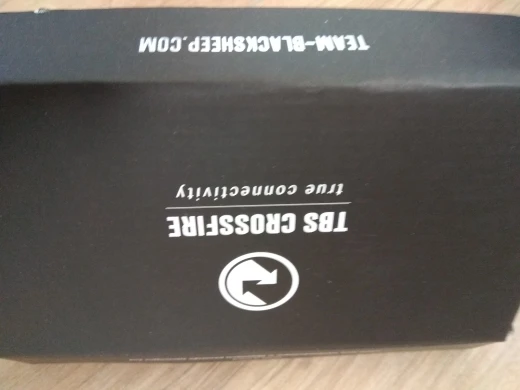 TBS CROSSFIRE
true connectivity
TEAM-BLACKSHEEP.COM